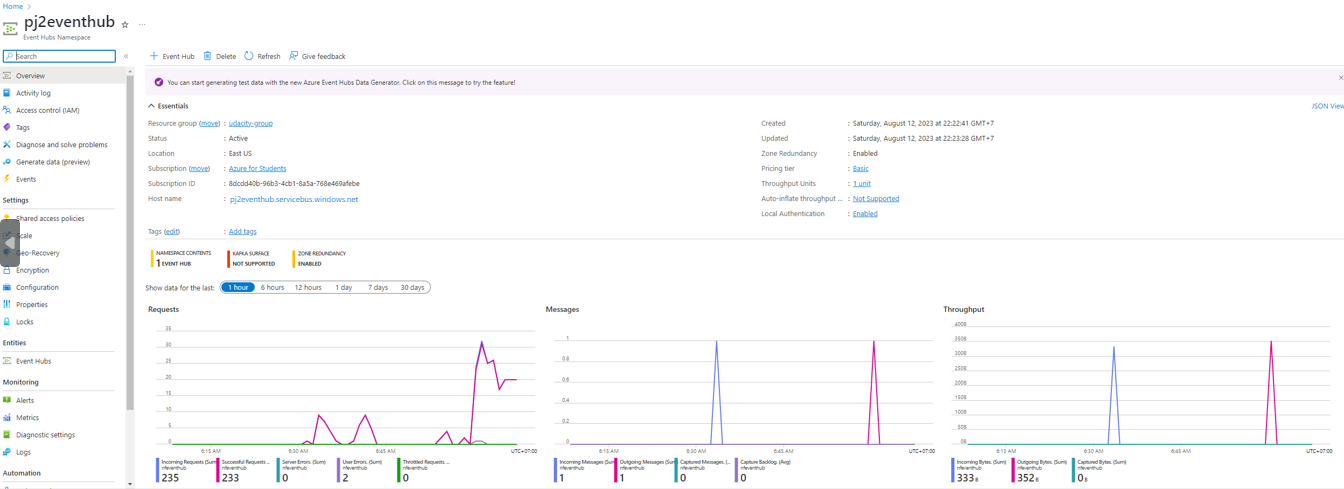 Home >
pj2eventhub ☆ ...
Event Hubs Namespace
Search
«
+ Event Hub Delete Refresh Give feedback
Overview
Activity log
Access control (IAM)
Tags
Diagnose and solve problems
Generate data (preview)
Events
Settings
Shared access policies
Scale
Geo-Recovery
Encryption
Configuration
Properties
Locks
Entities
Event Hubs
Monitoring
Alerts
Metrics
Diagnostic settings
Logs
Automation
You can start generating test data with the new Azure Event Hubs Data Generator. Click on this message to try the feature!
Essentials
JSON View
Resource group (move) : udacity-group
Status : Active
Location : East US
Subscription (move) : Azure for Students
Subscription ID : 8dcdd40b-96b3-4cb1-8a5a-768e469afebe
Host name : pj2eventhub.servicebus.windows.net
Tags (edit) : Add tags
Created : Saturday, August 12, 2023 at 22:22:41 GMT+7
Updated : Saturday, August 12, 2023 at 22:23:28 GMT+7
Zone Redundancy : Enabled
Pricing tier : Basic
Throughput Units : 1 unit
Auto-inflate throughput ... : Not Supported
Local Authentication : Enabled
NAMESPACE CONTENTS
1 EVENT HUB
KAFKA SURFACE
NOT SUPPORTED
ZONE REDUNDANCY
ENABLED
Show data for the last: 1 hour 6 hours 12 hours 1 day 7 days 30 days
Requests
35
30
25
20
15
10
5
0
6:15 AM 6:30 AM 6:45 AM UTC+07:00
Incoming Requests (Sum)
nfeventhub
235
Successful Requests ...
nfeventhub
233
Server Errors. (Sum)
nfeventhub
0
User Errors. (Sum)
nfeventhub
2
Throttled Requests. ...
nfeventhub
0
Messages
1
0.8
0.6
0.4
0.2
0
6:15 AM 6:30 AM 6:45 AM UTC+07:00
Incoming Messages (Sum)
nfeventhub
1
Outgoing Messages (Sum)
nfeventhub
1
Captured Messages. (...
nfeventhub
0
Capture Backlog. (Avg)
nfeventhub
0
Throughput
400B
350B
300B
250B
200B
150B
100B
50B
0B
6:15 AM 6:30 AM 6:45 AM UTC+07:00
Incoming Bytes. (Sum)
nfeventhub
333 B
Outgoing Bytes. (Sum)
nfeventhub
352 B
Captured Bytes. (Sum)
nfeventhub
0 B